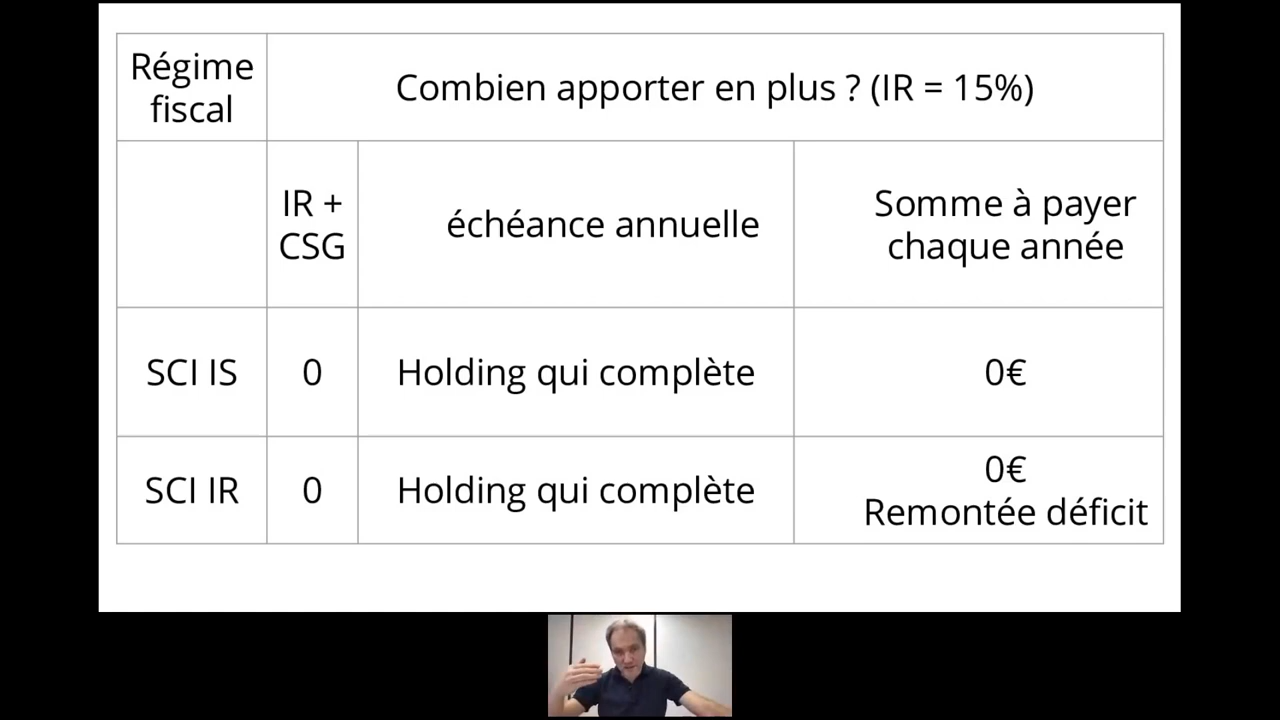 Régime
fiscal
Combien apporter en plus ? (IR = 15%)
IR +
CSG
échéance annuelle
Somme à payer
chaque année
SCI IS
0
Holding qui complète
0€
SCI IR
0
Holding qui complète
0€
Remontée déficit